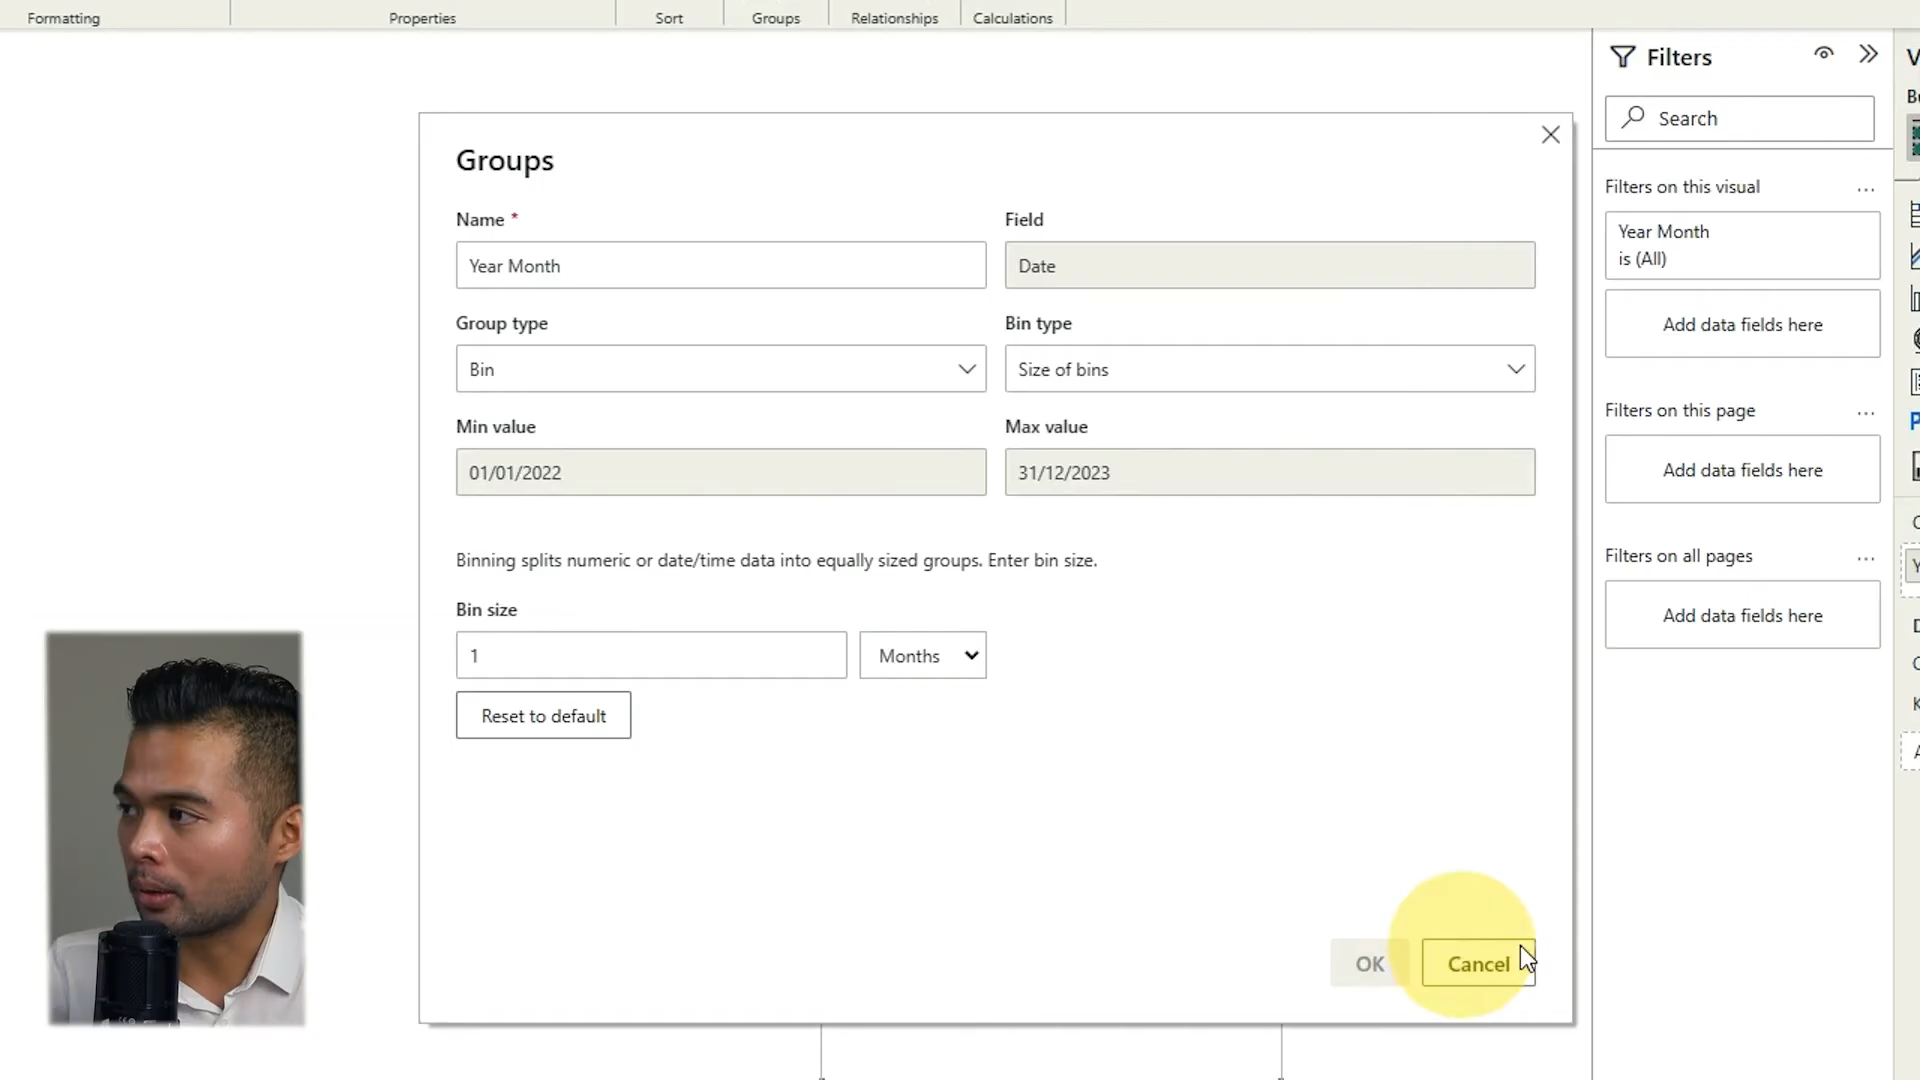 Formatting
Properties
Sort
Groups
Relationships
Calculations
Filters
Search
Filters on this visual
...
Year Month
is (All)
Add data fields here
Filters on this page
...
Add data fields here
Filters on all pages
...
Add data fields here
Groups
Name *
Field
Year Month
Date
Group type
Bin type
Bin
Size of bins
Min value
Max value
01/01/2022
31/12/2023
Binning splits numeric or date/time data into equally sized groups. Enter bin size.
Bin size
1
Months
Reset to default
OK
Cancel